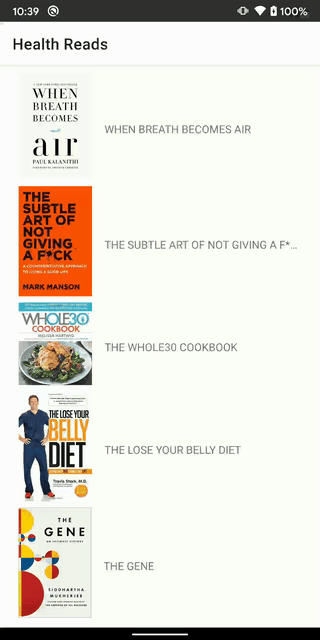 10:39
100%
Health Reads
WHEN
BREATH
BECOMES
air
PAUL KALANITHI
WHEN BREATH BECOMES AIR
THE
SUBTLE
ART OF
NOT
GIVING
A F*CK
A COUNTERINTUITIVE APPROACH
TO LIVING A GOOD LIFE
MARK MANSON
THE SUBTLE ART OF NOT GIVING A F*...
WHOLE30
COOKBOOK
MELISSA HARTWIG
THE WHOLE30 COOKBOOK
THE LOSE YOUR
BELLY
DIET
Travis Stork, M.D.
THE LOSE YOUR BELLY DIET
THE
GENE
AN INTIMATE HISTORY
SIDDHARTHA
MUKHERJEE
THE GENE